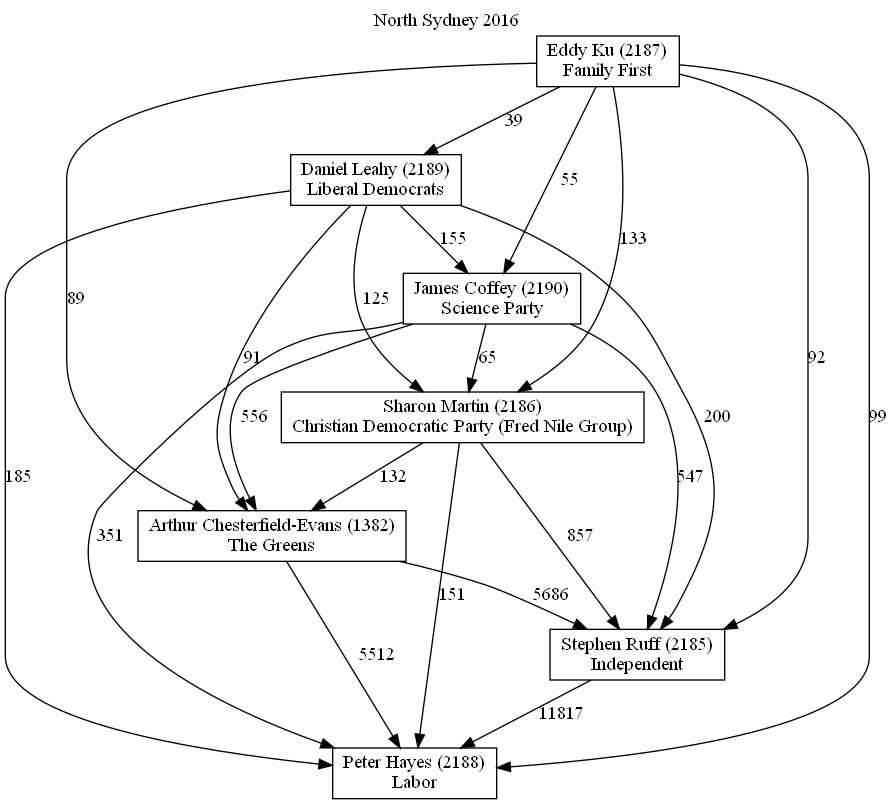 North Sydney 2016
Eddy Ku (2187)
Family First
39
Daniel Leahy (2189)
Liberal Democrats
55
133
155
James Coffey (2190)
Science Party
89
125
91
65
92
Sharon Martin (2186)
Christian Democratic Party (Fred Nile Group)
556
200
99
185
132
547
Arthur Chesterfield-Evans (1382)
The Greens
351
857
151
5686
Stephen Ruff (2185)
Independent
5512
11817
Peter Hayes (2188)
Labor